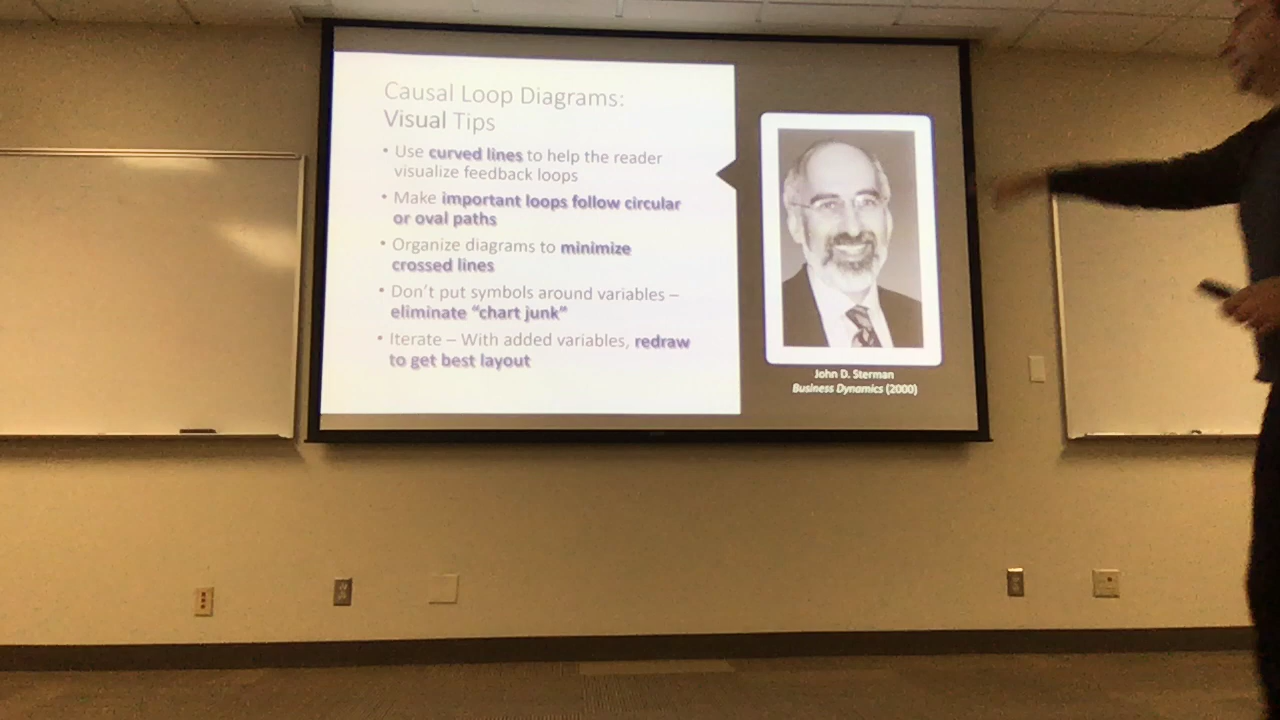 Causal Loop Diagrams:
Visual Tips
• Use curved lines to help the reader
visualize feedback loops
• Make important loops follow circular
or oval paths
• Organize diagrams to minimize
crossed lines
• Don't put symbols around variables –
eliminate "chart junk"
• Iterate – With added variables, redraw
to get best layout
John D. Sterman
Business Dynamics (2000)